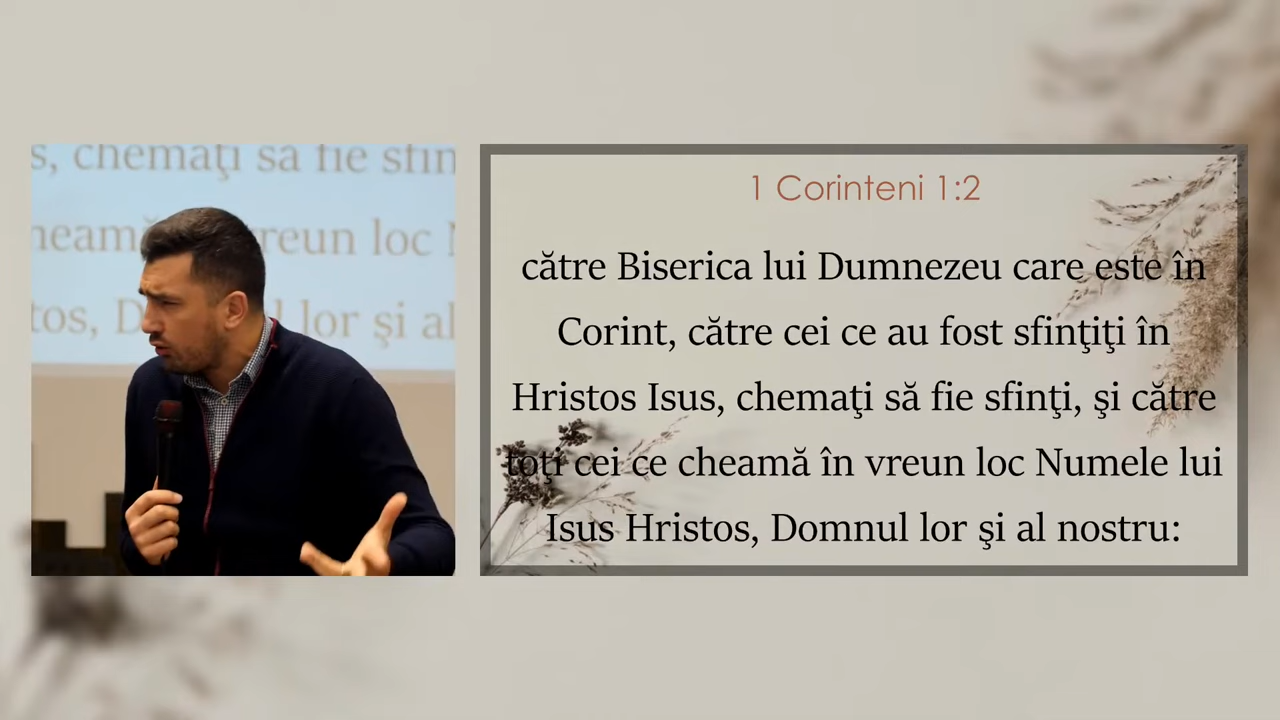 s, chemaţi să fie sfin
heamă vreun loc
tos, D lor şi al
1 Corinteni 1:2
către Biserica lui Dumnezeu care este în
Corint, către cei ce au fost sfinţiţi în
Hristos Isus, chemaţi să fie sfinţi, şi către
toţi cei ce cheamă în vreun loc Numele lui
Isus Hristos, Domnul lor şi al nostru: